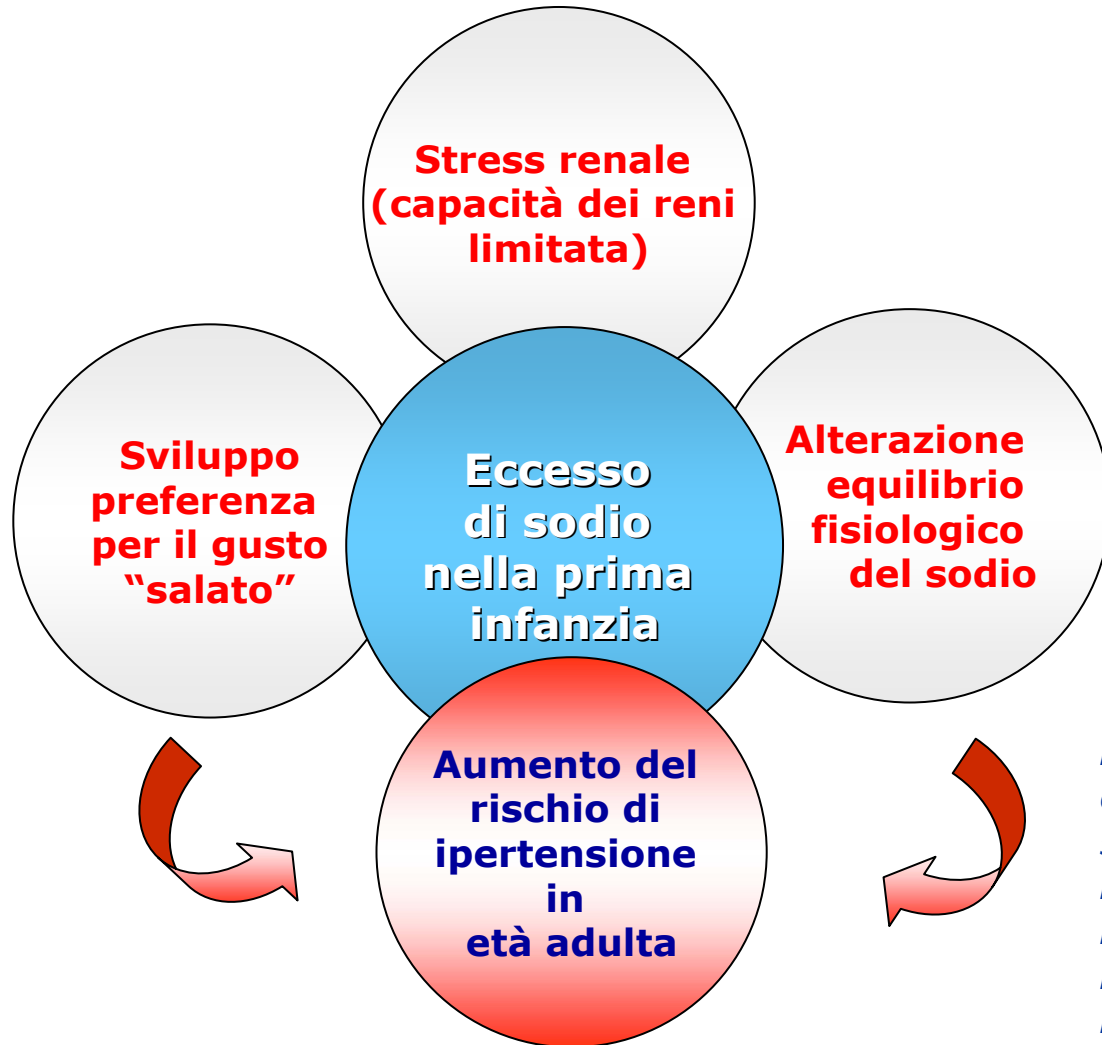 Stress renale
(capacità dei reni
limitata)
Sviluppo
preferenza
per il gusto
“salato”
Eccesso
di sodio
nella prima
infanzia
Alterazione
equilibrio
fisiologico
del sodio
Aumento del
rischio di
ipertensione
in
età adulta